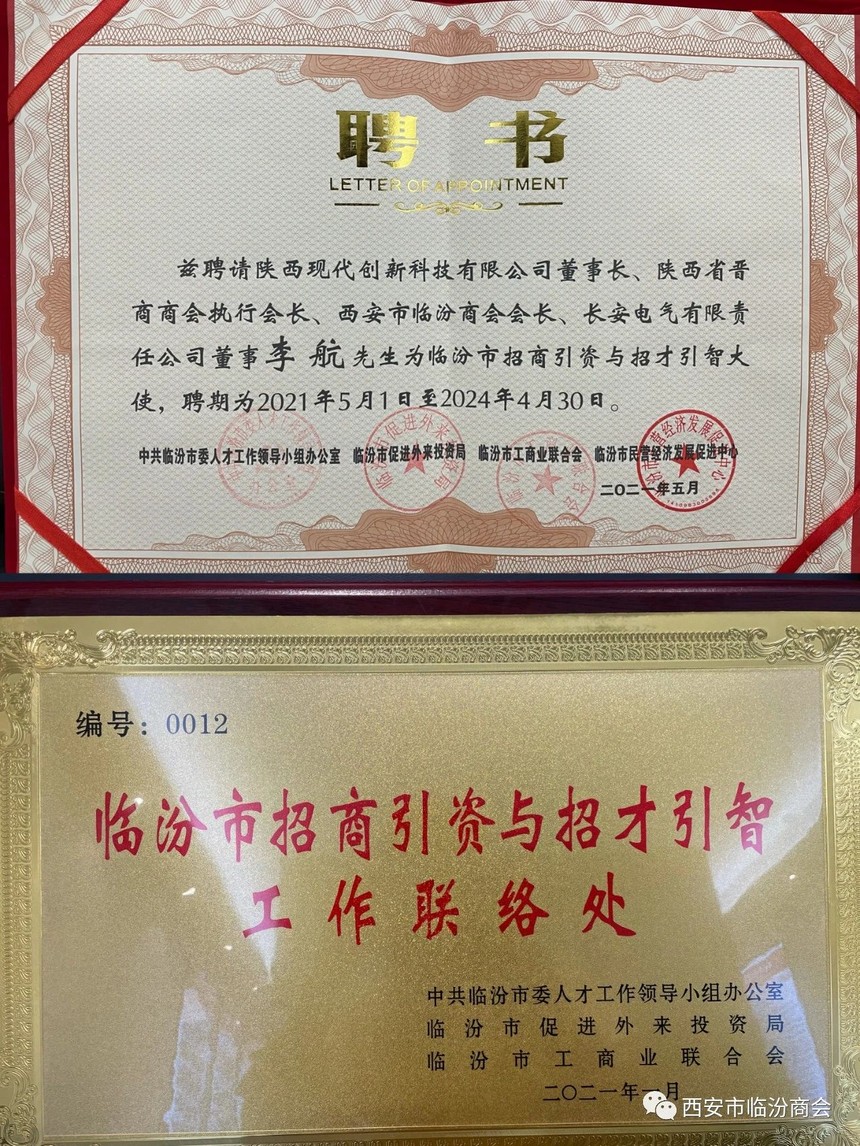 聘 书
LETTER OF APPOINTMENT
兹聘请陕西现代创新科技有限公司董事长、陕西省晋
商商会执行会长、西安市临汾商会会长、长安电气有限责
任公司董事李 航先生为临汾市招商引资与招才引智大
使，聘期为2021年5月1日至2024年4月30日。
中共临汾市委人才工作领导小组办公室 临汾市促进外来投资局 临汾市工商业联合会 临汾市民营经济发展促进中心
二〇二一年五月
编号：0012
临汾市招商引资与招才引智
工作联络处
中共临汾市委人才工作领导小组办公室
临汾市促进外来投资局
临汾市工商业联合会
二〇二一年一月
西安市临汾商会